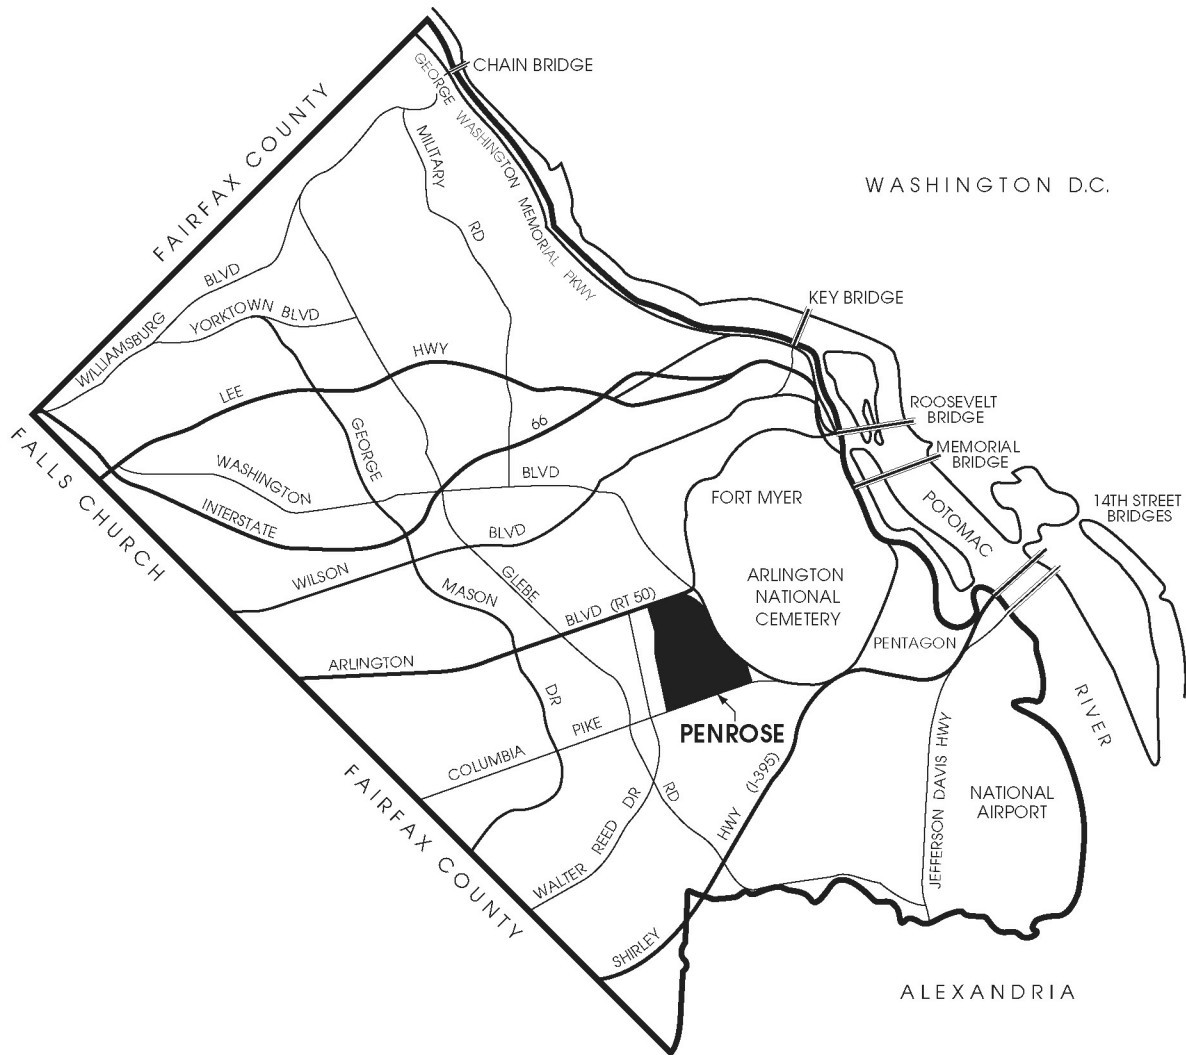 CHAIN BRIDGE
GEORGE WASHINGTON MEMORIAL PKWY
FAIRFAX COUNTY
MILITARY RD
WASHINGTON D.C.
WILLIAMSBURG BLVD
YORKTOWN BLVD
KEY BRIDGE
LEE HWY
66
ROOSEVELT
BRIDGE
MEMORIAL
BRIDGE
FALLS CHURCH
GEORGE MASON DR
WASHINGTON BLVD
INTERSTATE
FORT MYER
POTOMAC RIVER
14TH STREET
BRIDGES
WILSON BLVD
GLEBE RD
ARLINGTON
NATIONAL
CEMETERY
ARLINGTON BLVD (RT 50)
PENTAGON
COLUMBIA PIKE
PENROSE
FAIRFAX COUNTY
WALTER REED DR
SHIRLEY HWY (I-395)
JEFFERSON DAVIS HWY
NATIONAL
AIRPORT
ALEXANDRIA